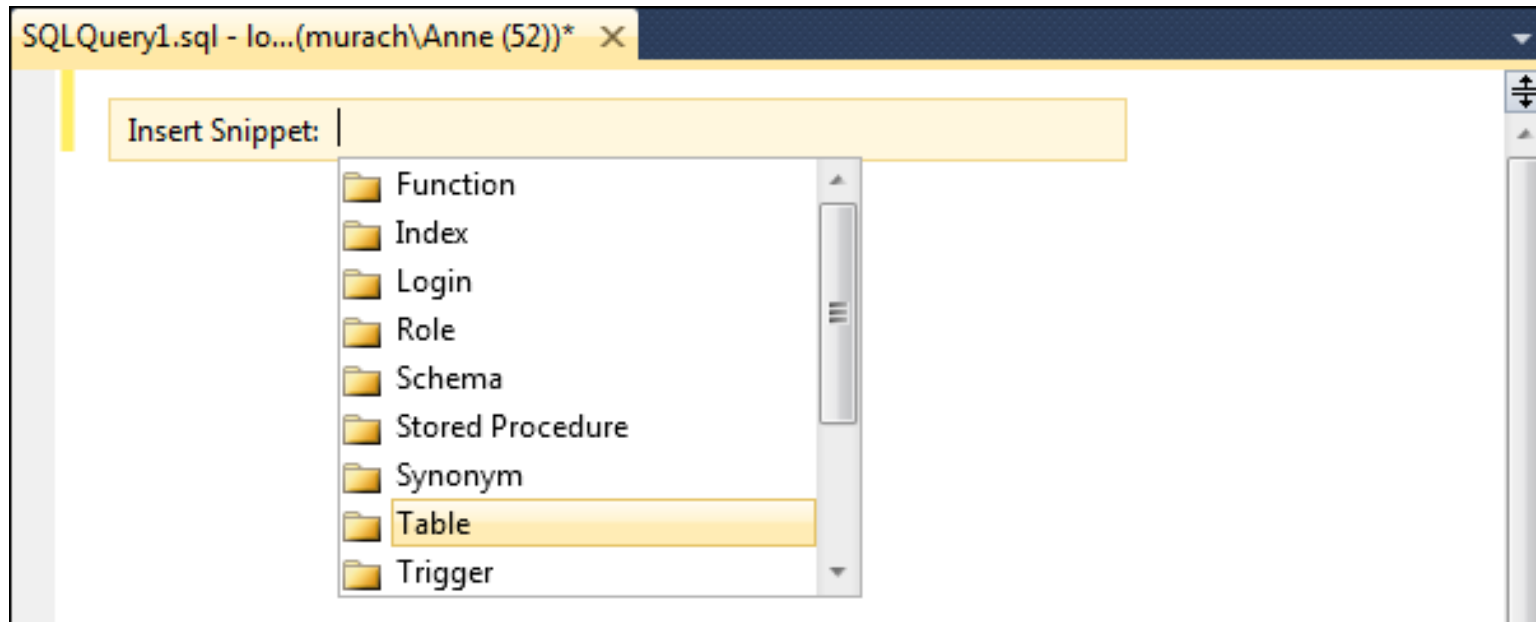 SQLQuery1.sql - lo...(murach\Anne (52))*
Insert Snippet:
Function
Index
Login
Role
Schema
Stored Procedure
Synonym
Table
Trigger